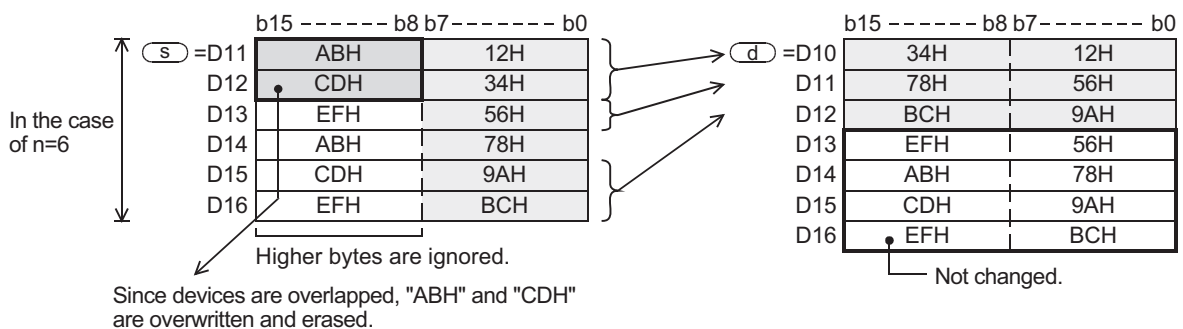 b15 ------ b8 b7------- b0
s =D11 ABH 12H
D12 CDH 34H
D13 EFH 56H
D14 ABH 78H
D15 CDH 9AH
D16 EFH BCH
In the case
of n=6
Higher bytes are ignored.
Since devices are overlapped, "ABH" and "CDH"
are overwritten and erased.
b15 ------ b8 b7------- b0
d =D10 34H 12H
D11 78H 56H
D12 BCH 9AH
D13 EFH 56H
D14 ABH 78H
D15 CDH 9AH
D16 EFH BCH
Not changed.